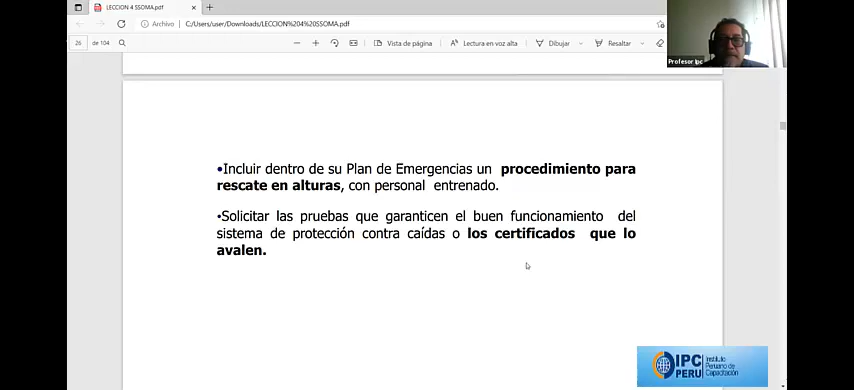 LECCION 4 SSOMA.pdf
Archivo C:/Users/user/Downloads/LECCION%204%20SSOMA.pdf
26 de 104 Vista de página Lectura en voz alta Dibujar Resaltar
Profesor Ipc
•Incluir dentro de su Plan de Emergencias un procedimiento para
rescate en alturas, con personal entrenado.
•Solicitar las pruebas que garanticen el buen funcionamiento del
sistema de protección contra caídas o los certificados que lo
avalen.
IPC PERU
Instituto
Peruano de
Capacitación